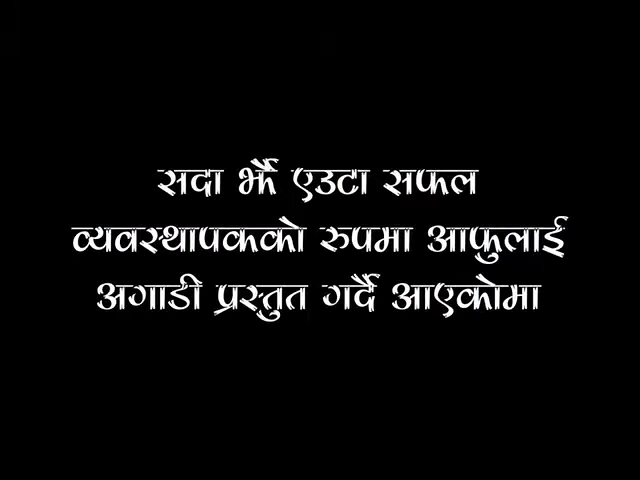 सदा झैं एउटा सफल
व्यवस्थापकको रुपमा आफुलाई
अगाडी प्रस्तुत गर्दै आएकोमा